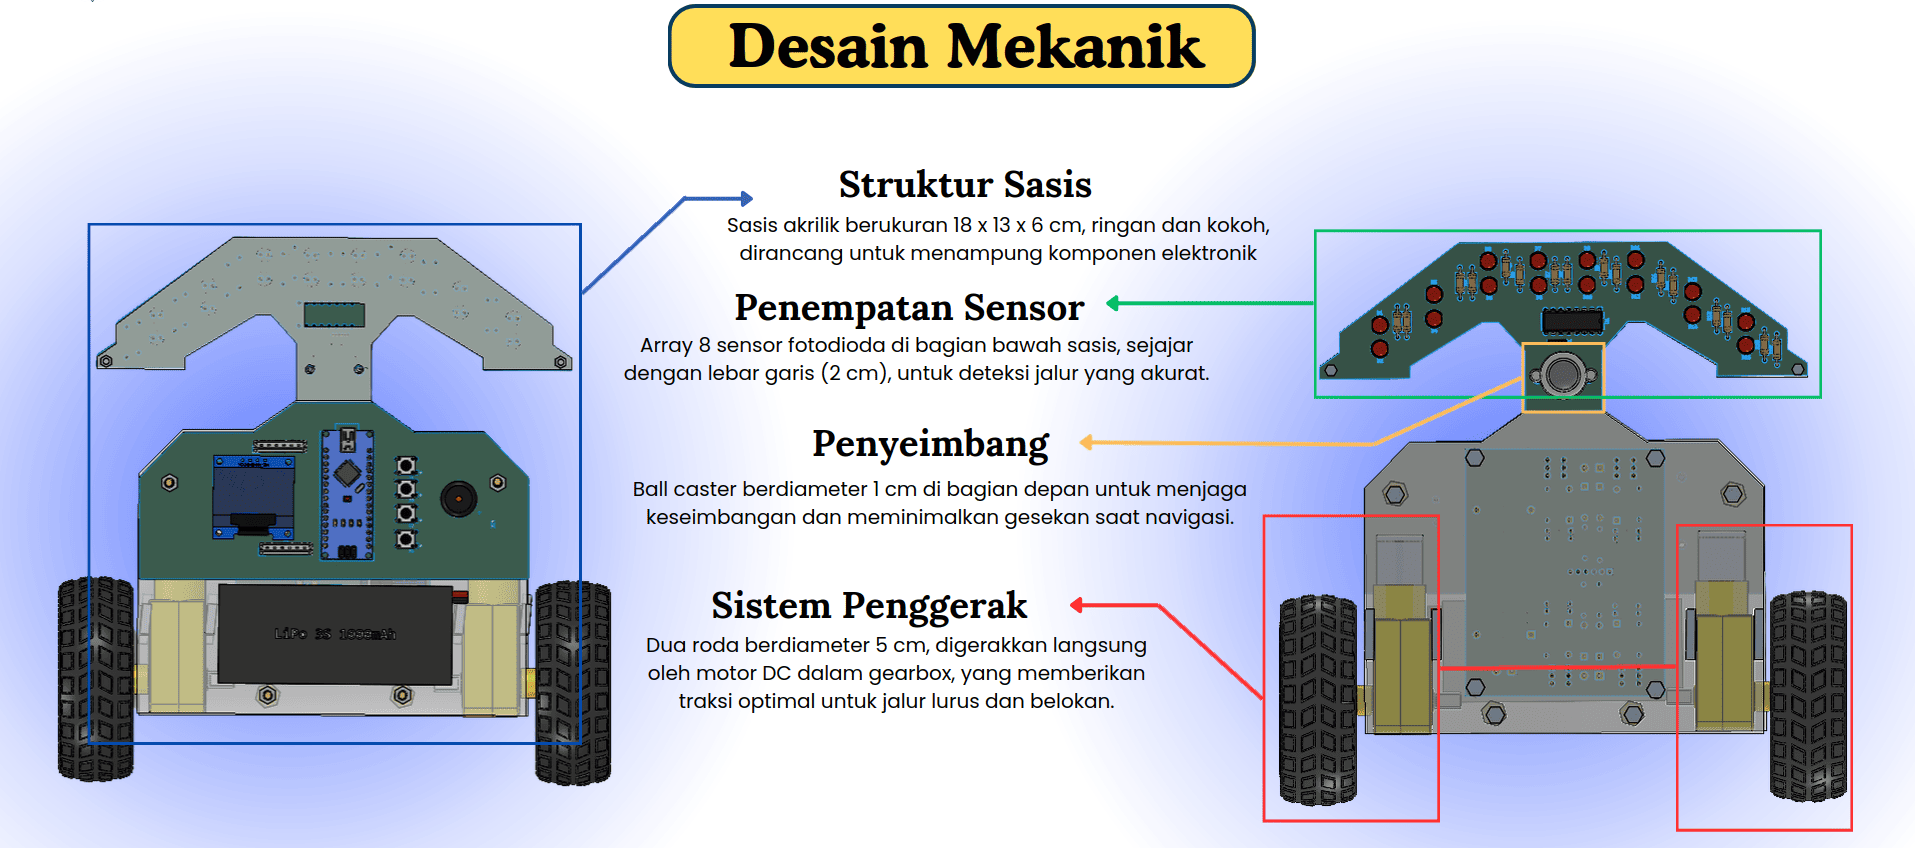 Desain Mekanik
Struktur Sasis
Sasis akrilik berukuran 18 x 13 x 6 cm, ringan dan kokoh,
dirancang untuk menampung komponen elektronik
Penempatan Sensor
Array 8 sensor fotodioda di bagian bawah sasis, sejajar
dengan lebar garis (2 cm), untuk deteksi jalur yang akurat.
Penyeimbang
Ball caster berdiameter 1 cm di bagian depan untuk menjaga
keseimbangan dan meminimalkan gesekan saat navigasi.
Sistem Penggerak
Dua roda berdiameter 5 cm, digerakkan langsung
oleh motor DC dalam gearbox, yang memberikan
traksi optimal untuk jalur lurus dan belokan.
LiPo 3S